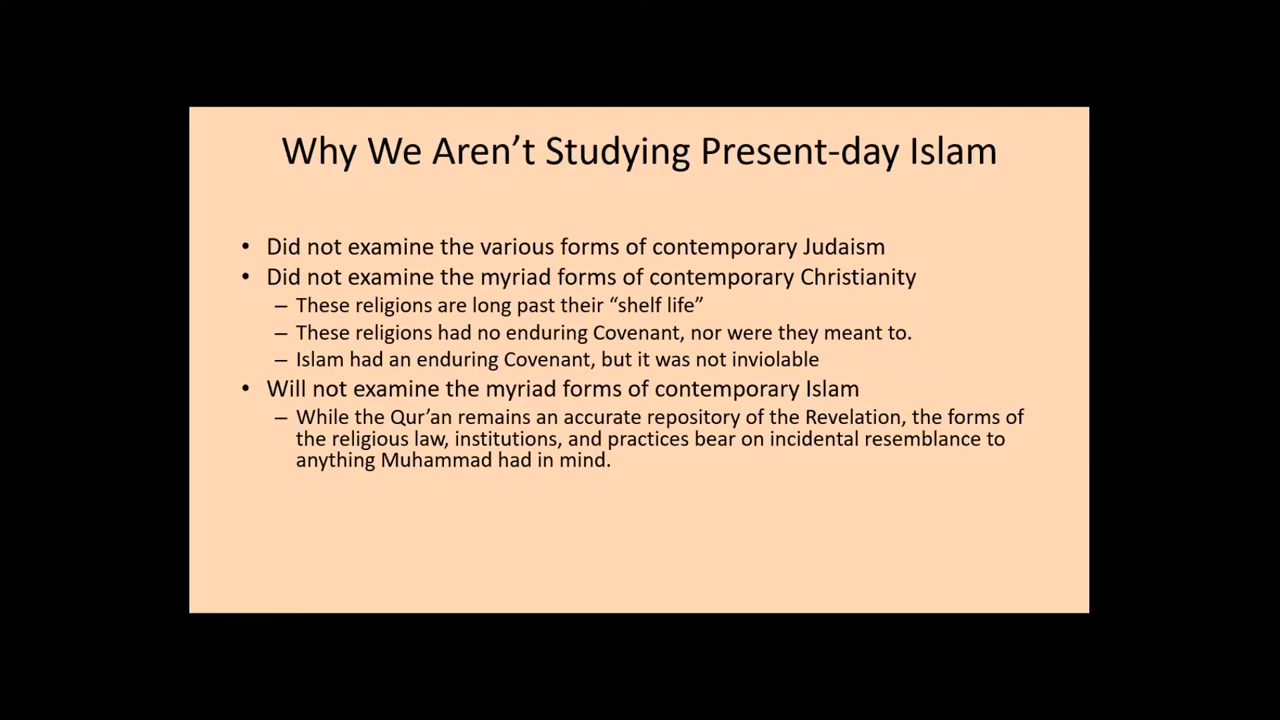 Why We Aren’t Studying Present-day Islam
• Did not examine the various forms of contemporary Judaism
• Did not examine the myriad forms of contemporary Christianity
– These religions are long past their “shelf life”
– These religions had no enduring Covenant, nor were they meant to.
– Islam had an enduring Covenant, but it was not inviolable
• Will not examine the myriad forms of contemporary Islam
– While the Qur’an remains an accurate repository of the Revelation, the forms of
the religious law, institutions, and practices bear on incidental resemblance to
anything Muhammad had in mind.